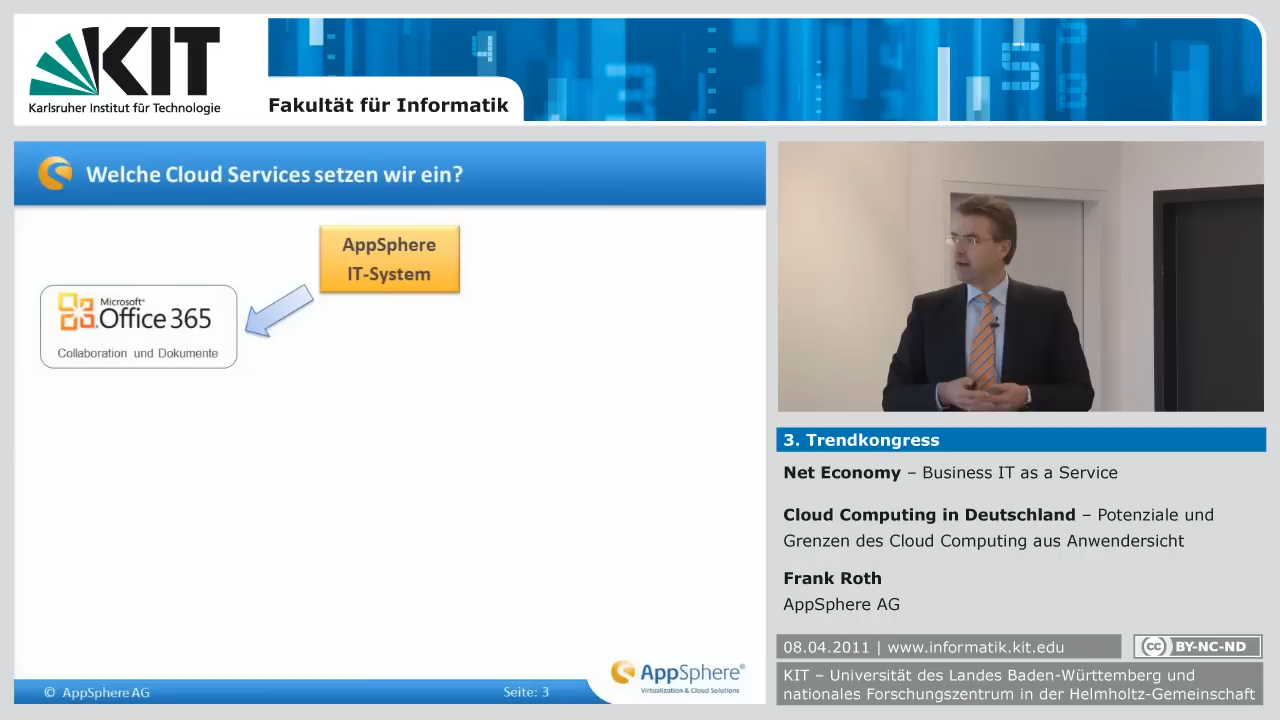 KIT
Karlsruher Institut für Technologie
Fakultät für Informatik
Welche Cloud Services setzen wir ein?
AppSphere
IT-System
Microsoft®
Office 365
Collaboration und Dokumente
© AppSphere AG
Seite: 3
AppSphere®
Virtualization & Cloud Solutions
3. Trendkongress
Net Economy – Business IT as a Service
Cloud Computing in Deutschland – Potenziale und
Grenzen des Cloud Computing aus Anwendersicht
Frank Roth
AppSphere AG
08.04.2011 | www.informatik.kit.edu
cc BY-NC-ND
KIT – Universität des Landes Baden-Württemberg und
nationales Forschungszentrum in der Helmholtz-Gemeinschaft